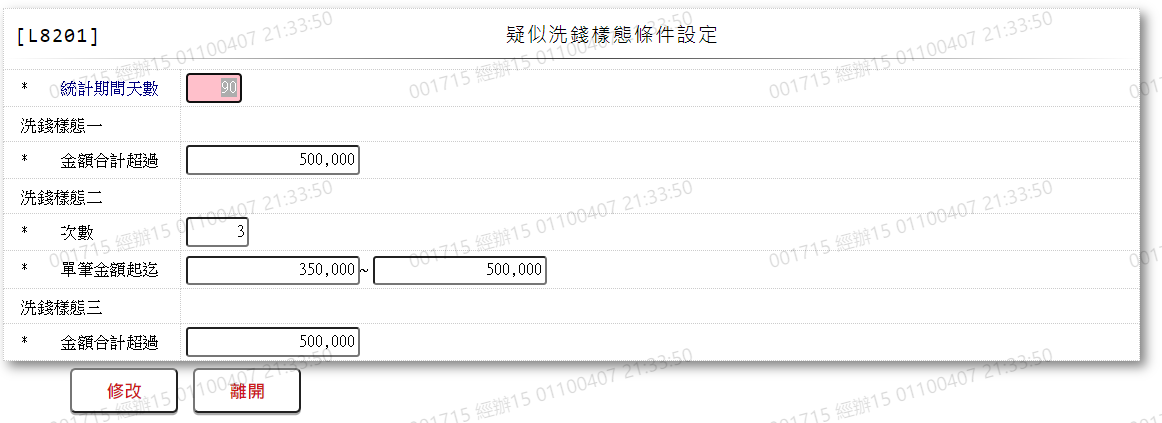 [L8201] 疑似洗錢樣態條件設定
* 統計期間天數 90
洗錢樣態一
* 金額合計超過 500,000
洗錢樣態二
* 次數 3
* 單筆金額起迄 350,000 ~ 500,000
洗錢樣態三
* 金額合計超過 500,000
修改 離開
001715 經辦15 01100407 21:33:50